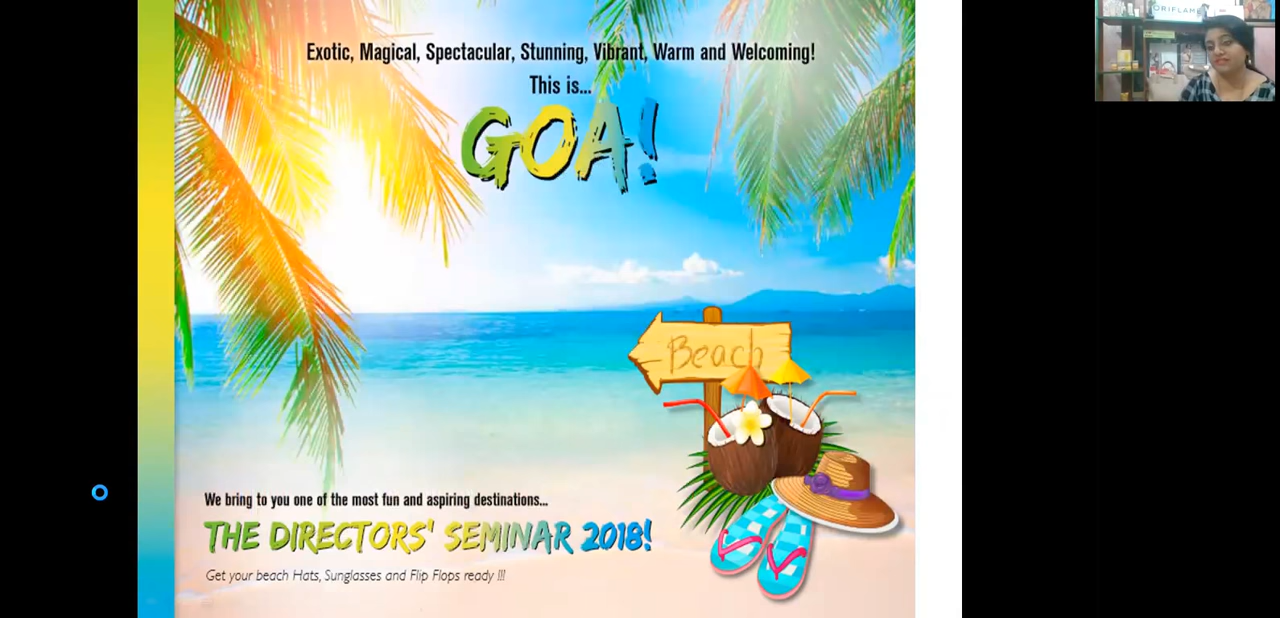 Exotic, Magical, Spectacular, Stunning, Vibrant, Warm and Welcoming!
This is...
GOA!
Beach
We bring to you one of the most fun and aspiring destinations...
THE DIRECTORS' SEMINAR 2018!
Get your beach Hats, Sunglasses and Flip Flops ready !!!
ORIFLAME